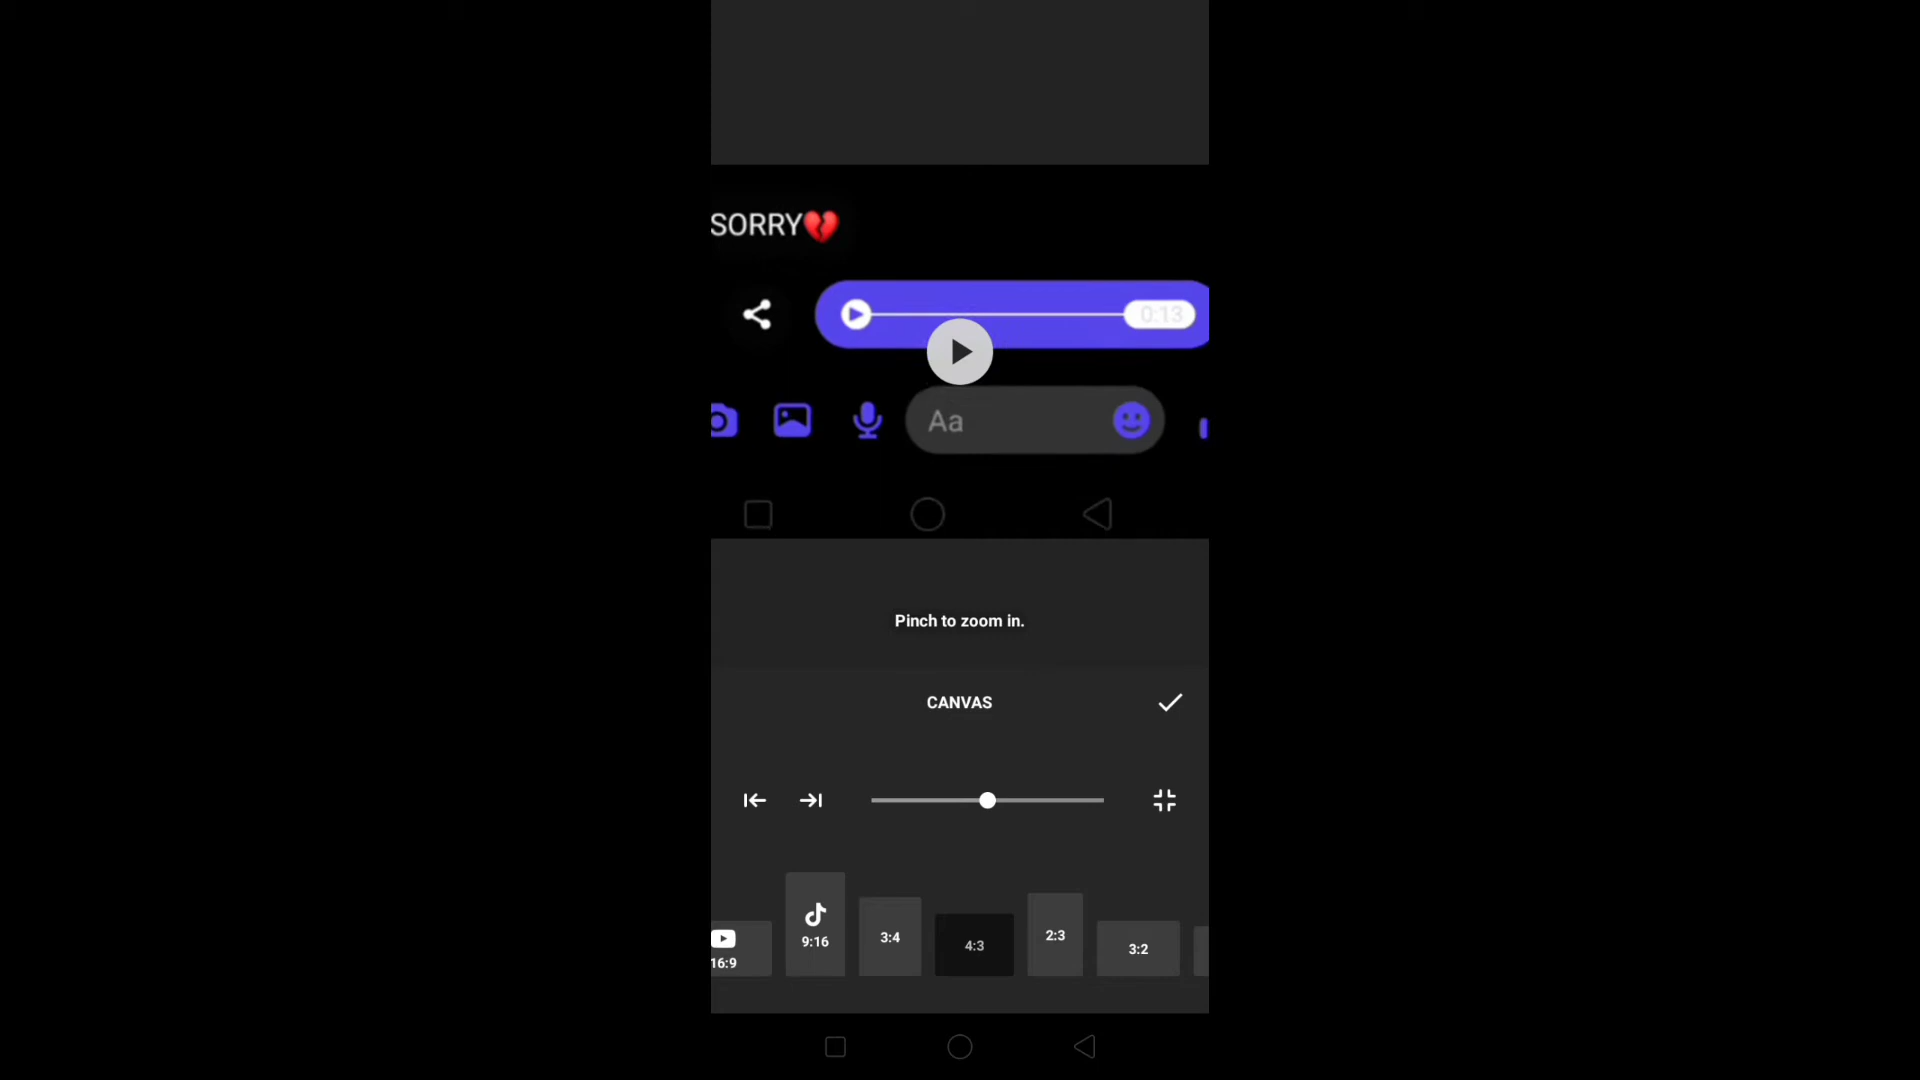 SORRY💔
0:13
Aa
Pinch to zoom in.
CANVAS
16:9
9:16
3:4
4:3
2:3
3:2